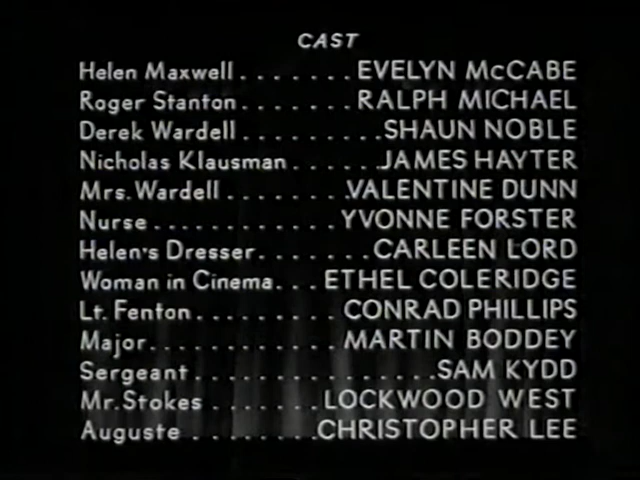 CAST
Helen Maxwell . . . . . . . EVELYN McCABE
Roger Stanton . . . . . . . RALPH MICHAEL
Derek Wardell . . . . . . . . .SHAUN NOBLE
Nicholas Klausman . . . . . .JAMES HAYTER
Mrs. Wardell . . . . . . . .VALENTINE DUNN
Nurse . . . . . . . . . . . . YVONNE FORSTER
Helen's Dresser. . . . . . . CARLEEN LORD
Woman in Cinema. . . ETHEL COLERIDGE
Lt. Fenton. . . . . . . . . CONRAD PHILLIPS
Major. . . . . . . . . . . . MARTIN BODDEY
Sergeant . . . . . . . . . . . . . . .SAM KYDD
Mr. Stokes . . . . . . . LOCKWOOD WEST
Auguste . . . . . . . .CHRISTOPHER LEE